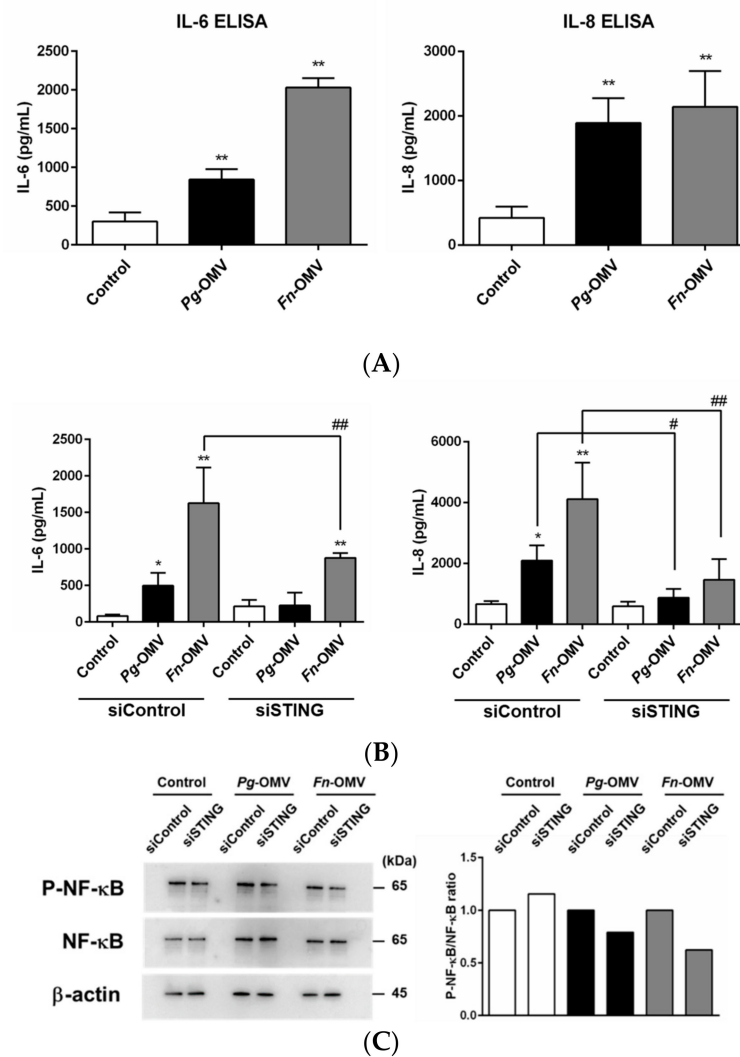 IL-6 ELISA
IL-6 (pg/mL)
2500
2000
1500
1000
500
0
**
**
Control
Pg-OMV
Fn-OMV
IL-8 ELISA
IL-8 (pg/mL)
3000
2000
1000
0
**
**
Control
Pg-OMV
Fn-OMV
(A)
IL-6 (pg/mL)
2500
2000
1500
1000
500
0
##
*
**
**
Control
Pg-OMV
Fn-OMV
Control
Pg-OMV
Fn-OMV
siControl
siSTING
IL-8 (pg/mL)
6000
4000
2000
0
##
#
*
**
Control
Pg-OMV
Fn-OMV
Control
Pg-OMV
Fn-OMV
siControl
siSTING
(B)
Control Pg-OMV Fn-OMV
siControl siSTING siControl siSTING siControl siSTING
(kDa)
P-NF-κB 65
NF-κB 65
β-actin 45
Control Pg-OMV Fn-OMV
siControl siSTING siControl siSTING siControl siSTING
P-NF-κB/NF-κB ratio
1.5
1.0
0.5
0.0
(C)